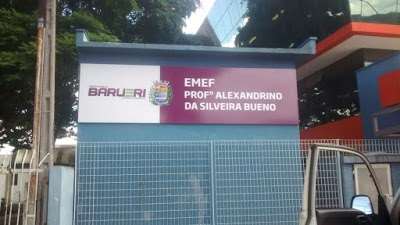 BARUERI
EMEF
PROFº ALEXANDRINO
DA SILVEIRA BUENO